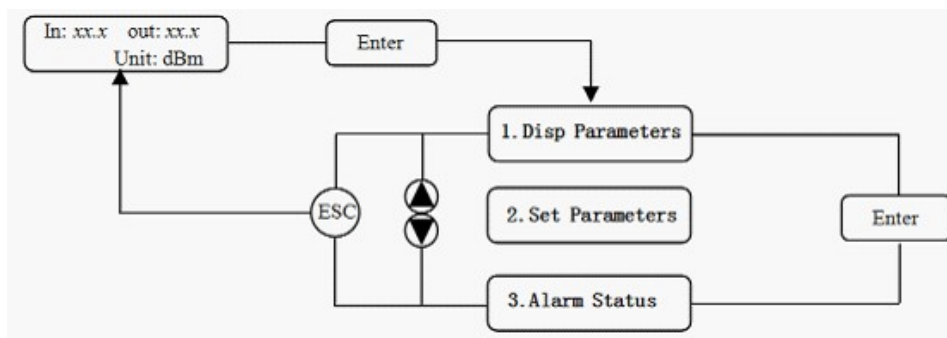 In: xx.x out: xx.x
Unit: dBm
Enter
1.Disp Parameters
ESC
2.Set Parameters
Enter
3.Alarm Status